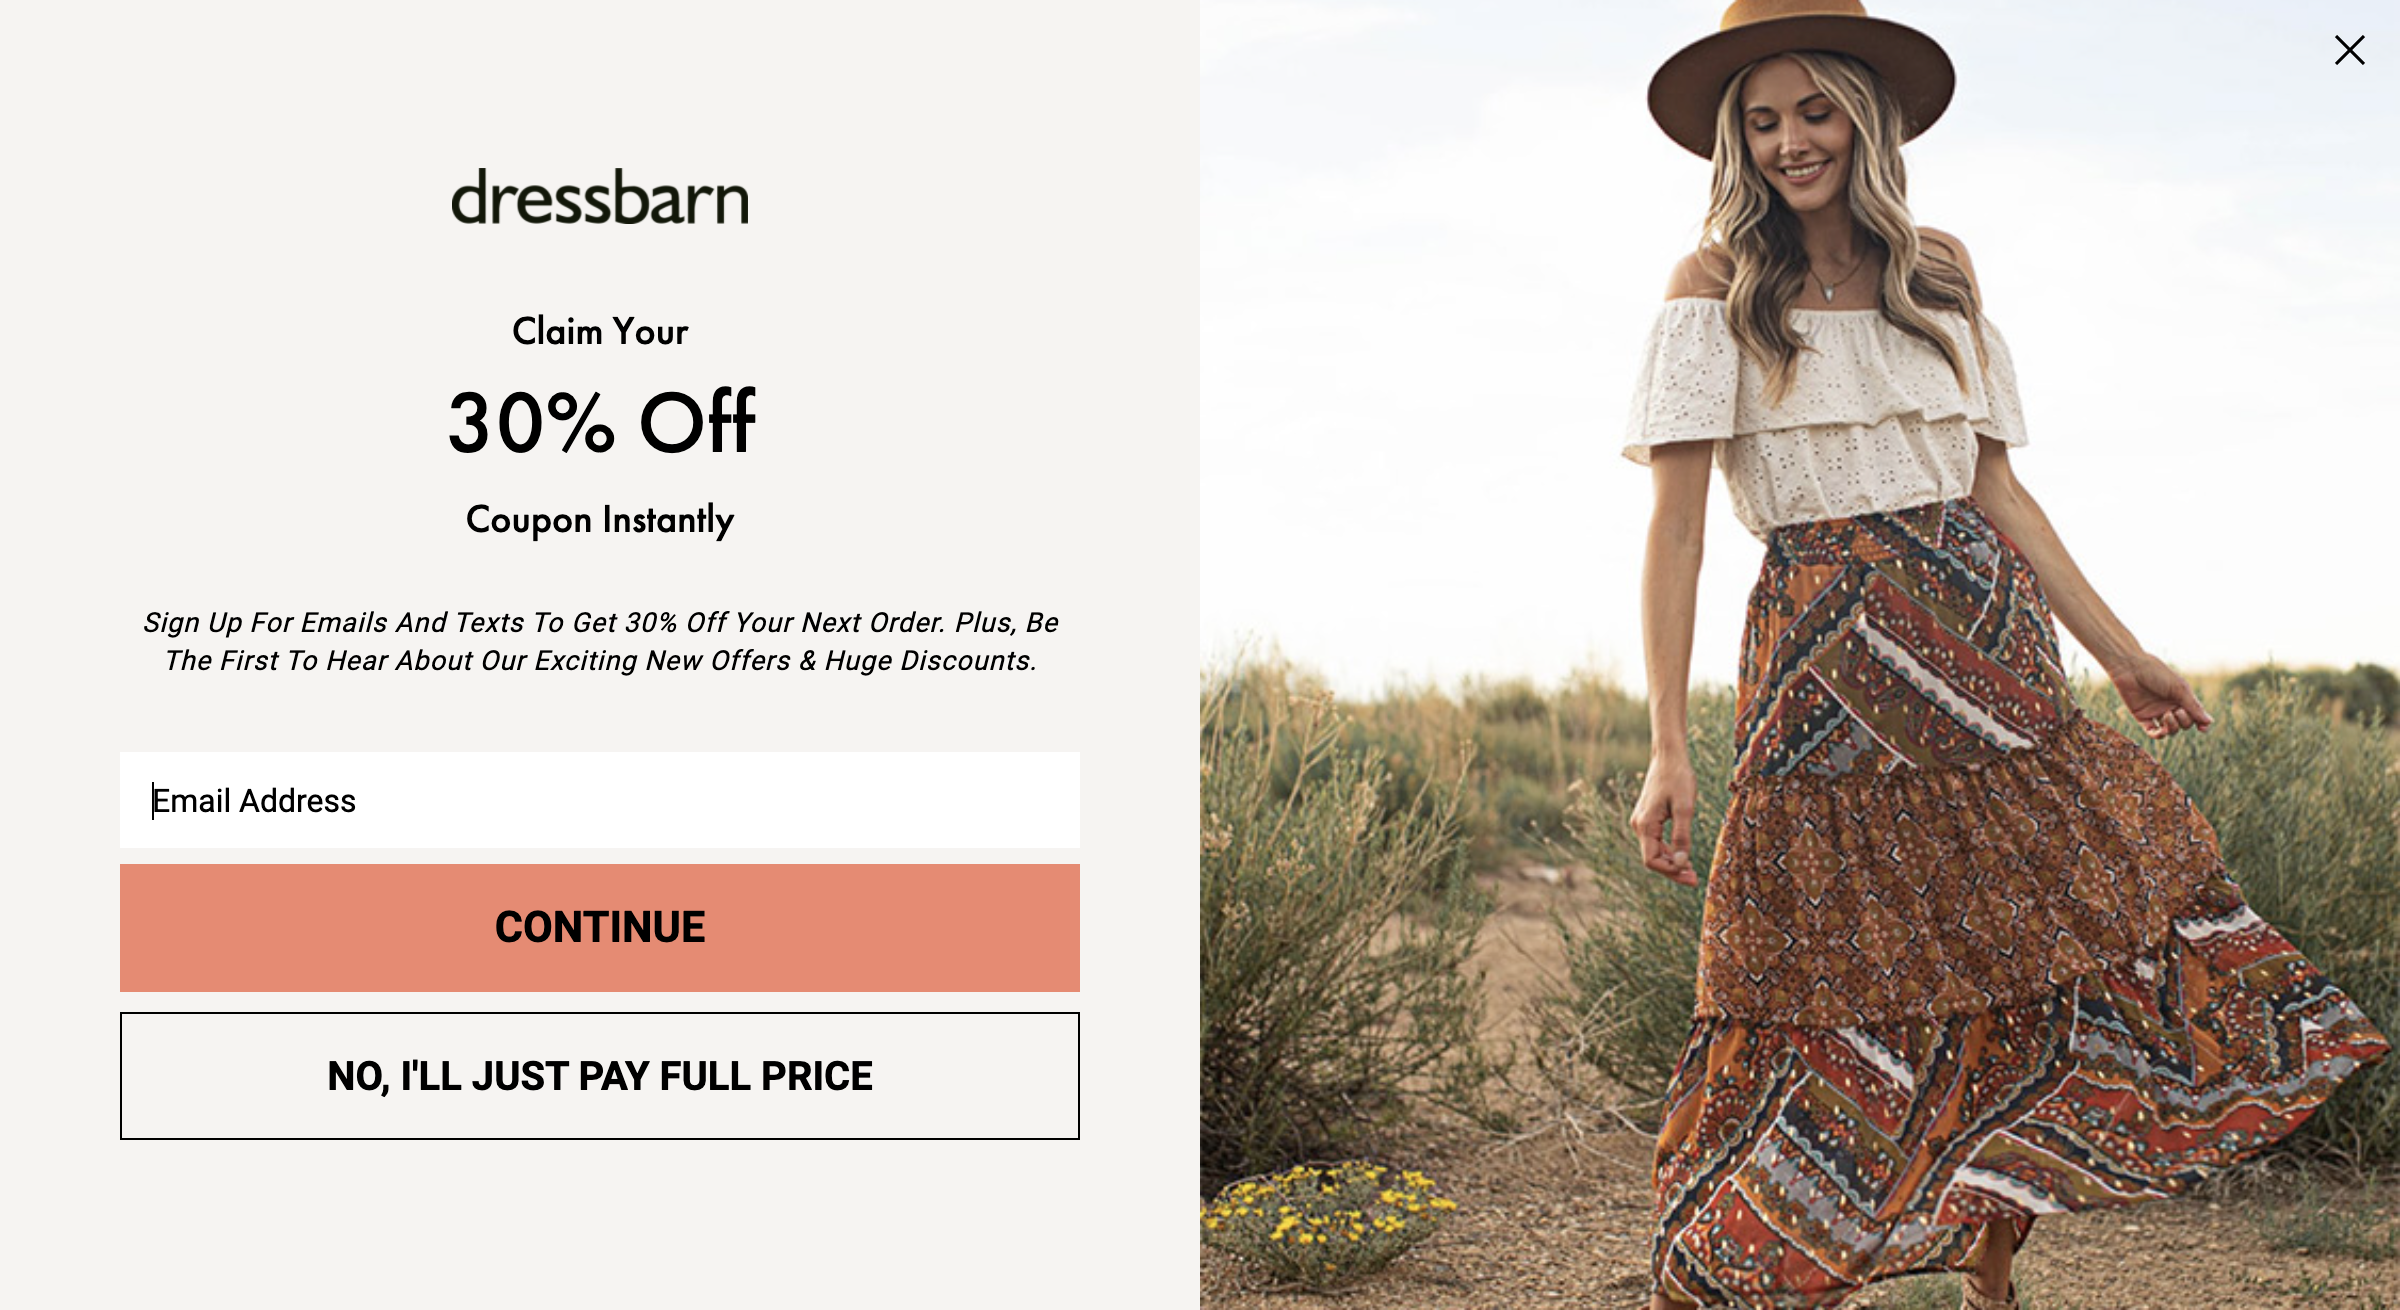 dressbarn
Claim Your
30% Off
Coupon Instantly
Sign Up For Emails And Texts To Get 30% Off Your Next Order. Plus, Be
The First To Hear About Our Exciting New Offers & Huge Discounts.
Email Address
CONTINUE
NO, I'LL JUST PAY FULL PRICE